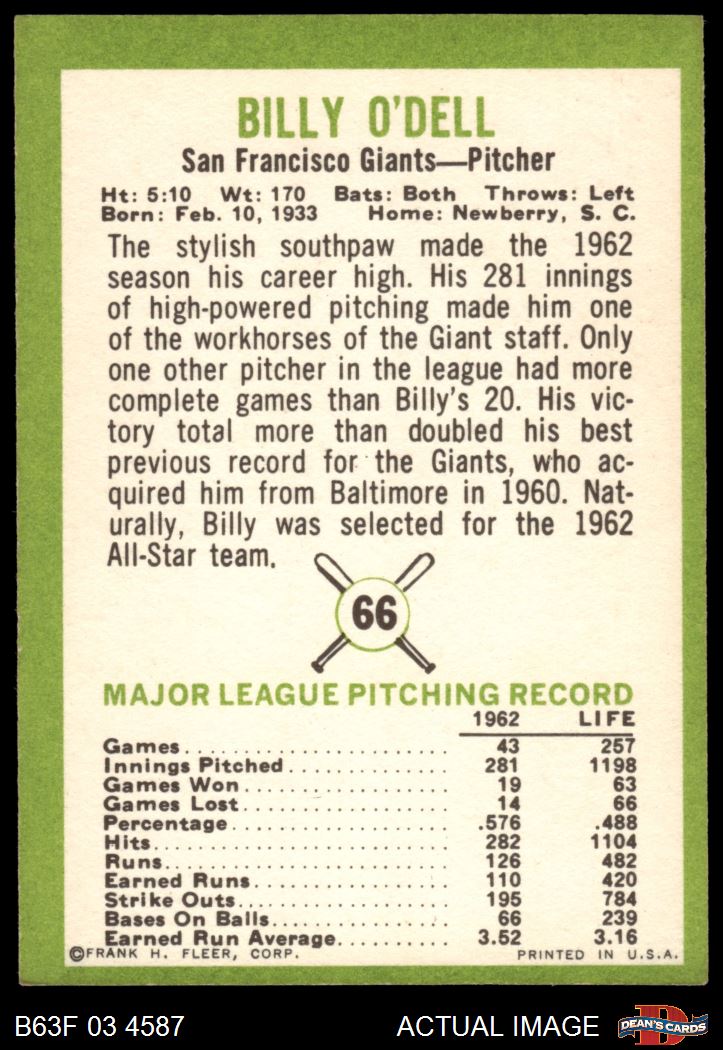 BILLY O'DELL
San Francisco Giants—Pitcher
Ht: 5:10 Wt: 170 Bats: Both Throws: Left
Born: Feb. 10, 1933 Home: Newberry, S. C.
The stylish southpaw made the 1962
season his career high. His 281 innings
of high-powered pitching made him one
of the workhorses of the Giant staff. Only
one other pitcher in the league had more
complete games than Billy's 20. His vic-
tory total more than doubled his best
previous record for the Giants, who ac-
quired him from Baltimore in 1960. Nat-
urally, Billy was selected for the 1962
All-Star team.
66
MAJOR LEAGUE PITCHING RECORD
1962 LIFE
Games 43 257
Innings Pitched 281 1198
Games Won 19 63
Games Lost 14 66
Percentage .576 .488
Hits 282 1104
Runs 126 482
Earned Runs 110 420
Strike Outs 195 784
Bases On Balls 66 239
Earned Run Average 3.52 3.16
©FRANK H. FLEER, CORP. PRINTED IN U.S.A.
B63F 03 4587 ACTUAL IMAGE D DEAN'S CARDS